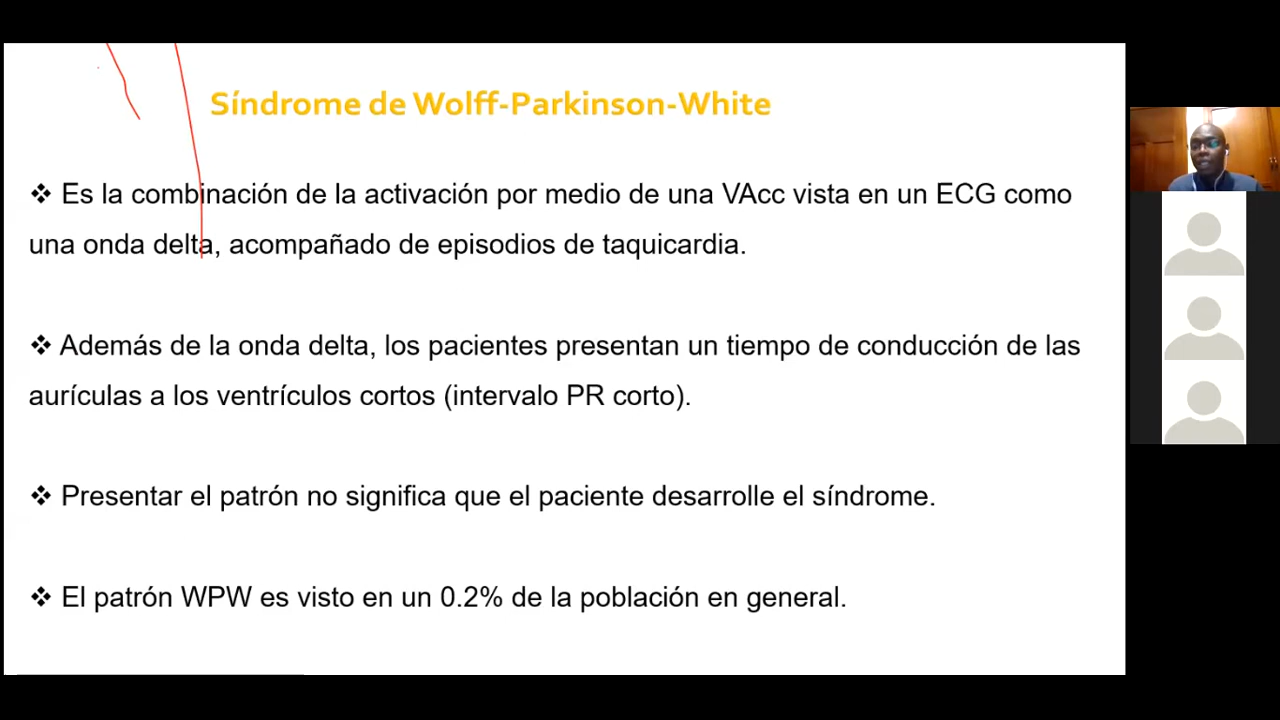 Síndrome de Wolff-Parkinson-White
❖ Es la combinación de la activación por medio de una VAcc vista en un ECG como
una onda delta, acompañado de episodios de taquicardia.
❖ Además de la onda delta, los pacientes presentan un tiempo de conducción de las
aurículas a los ventrículos cortos (intervalo PR corto).
❖ Presentar el patrón no significa que el paciente desarrolle el síndrome.
❖ El patrón WPW es visto en un 0.2% de la población en general.